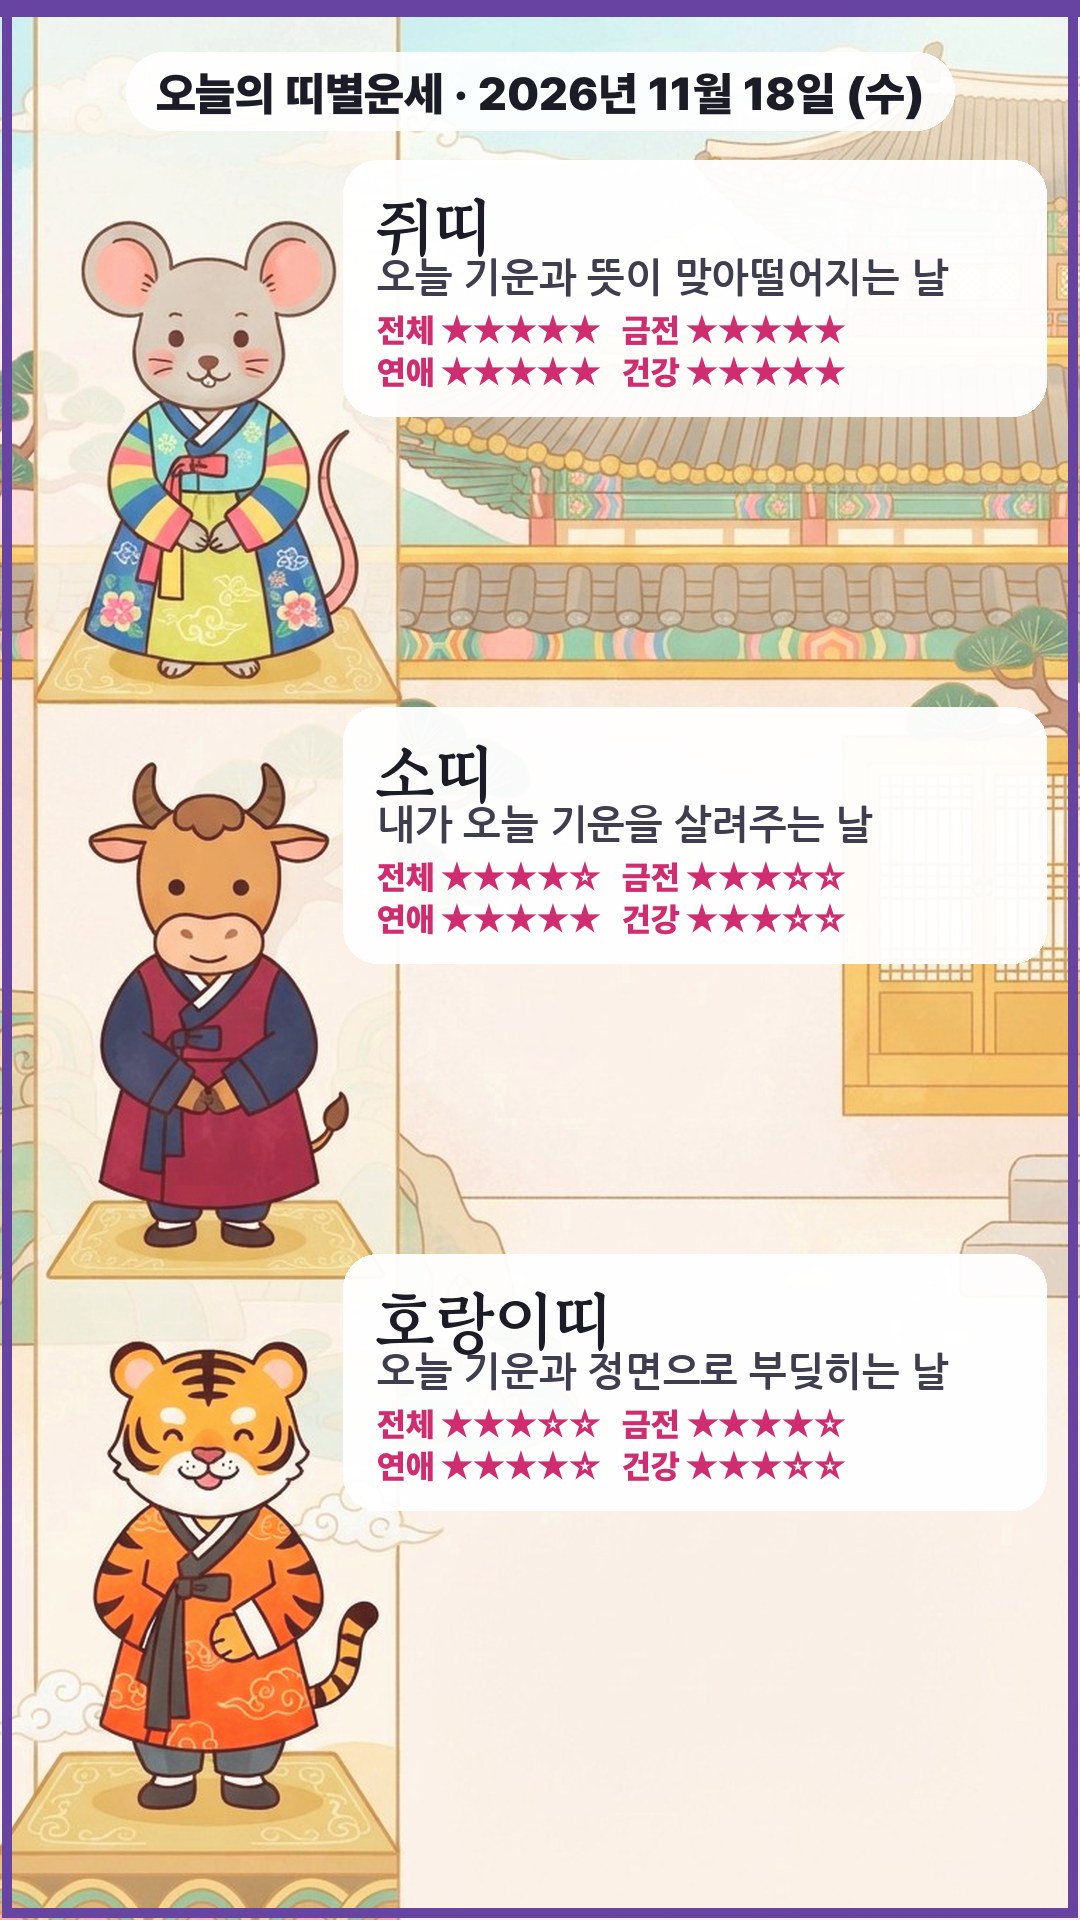 오늘의 띠별운세 · 2026년 11월 18일 (수)
쥐띠
오늘 기운과 뜻이 맞아떨어지는 날
전체 ★★★★★ 금전 ★★★★★
연애 ★★★★★ 건강 ★★★★★
소띠
내가 오늘 기운을 살려주는 날
전체 ★★★★☆ 금전 ★★★☆☆
연애 ★★★★★ 건강 ★★★☆☆
호랑이띠
오늘 기운과 정면으로 부딪히는 날
전체 ★★★☆☆ 금전 ★★★★☆
연애 ★★★★☆ 건강 ★★★☆☆